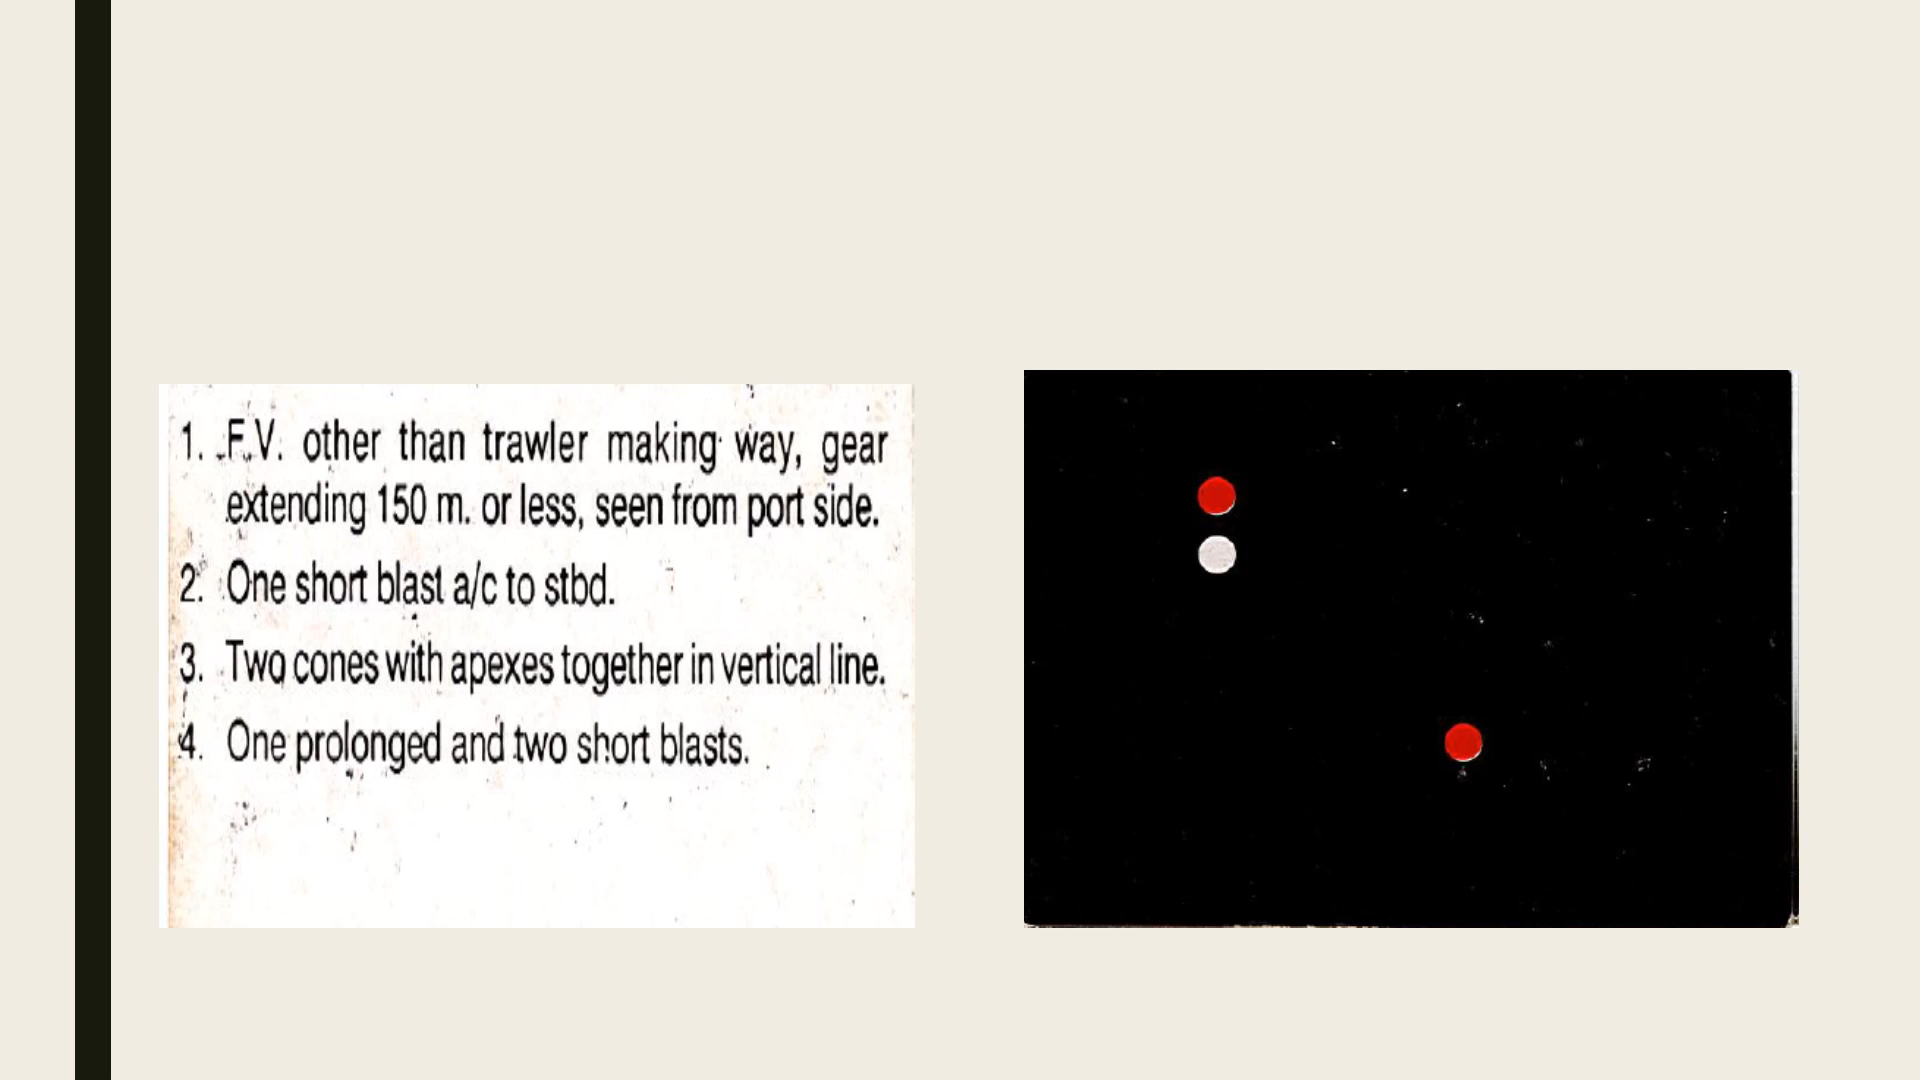 1. F.V. other than trawler making way, gear
extending 150 m. or less, seen from port side.
2. One short blast a/c to stbd.
3. Two cones with apexes together in vertical line.
4. One prolonged and two short blasts.